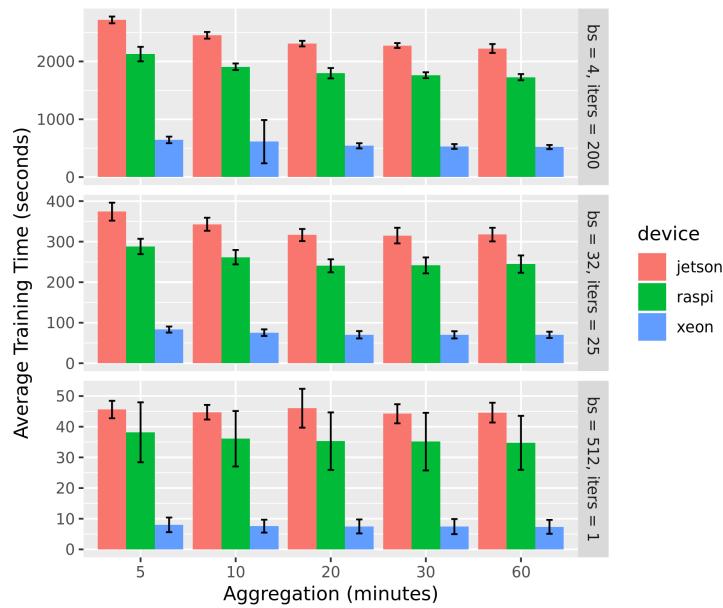 Average Training Time (seconds)
2000
1000
0
bs = 4, iters = 200
400
300
200
100
0
bs = 32, iters = 25
50
40
30
20
10
0
bs = 512, iters = 1
5 10 20 30 60
Aggregation (minutes)
device
jetson
raspi
xeon